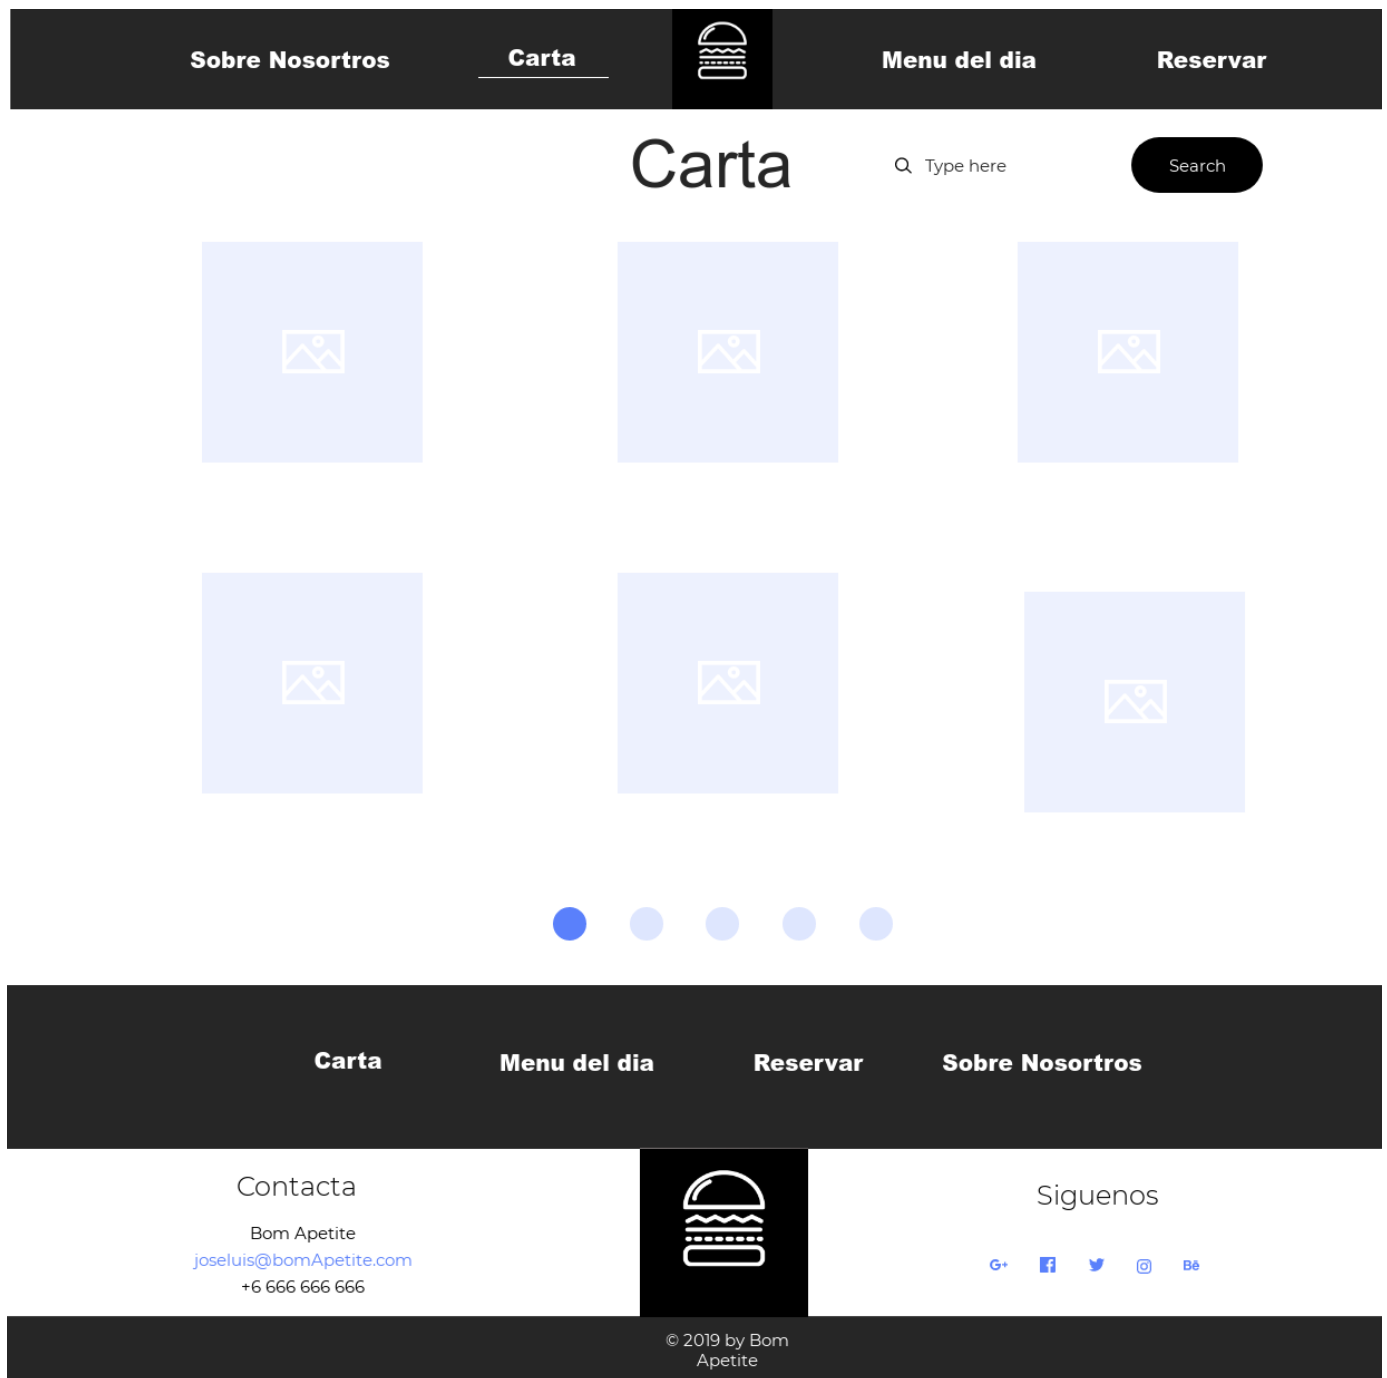 Sobre Nosortros
Carta
Menu del dia
Reservar
Carta
Type here
Search
Carta
Menu del dia
Reservar
Sobre Nosortros
Contacta
Bom Apetite
joseluis@bomApetite.com
+6 666 666 666
Siguenos
G+
f
Bē
© 2019 by Bom
Apetite